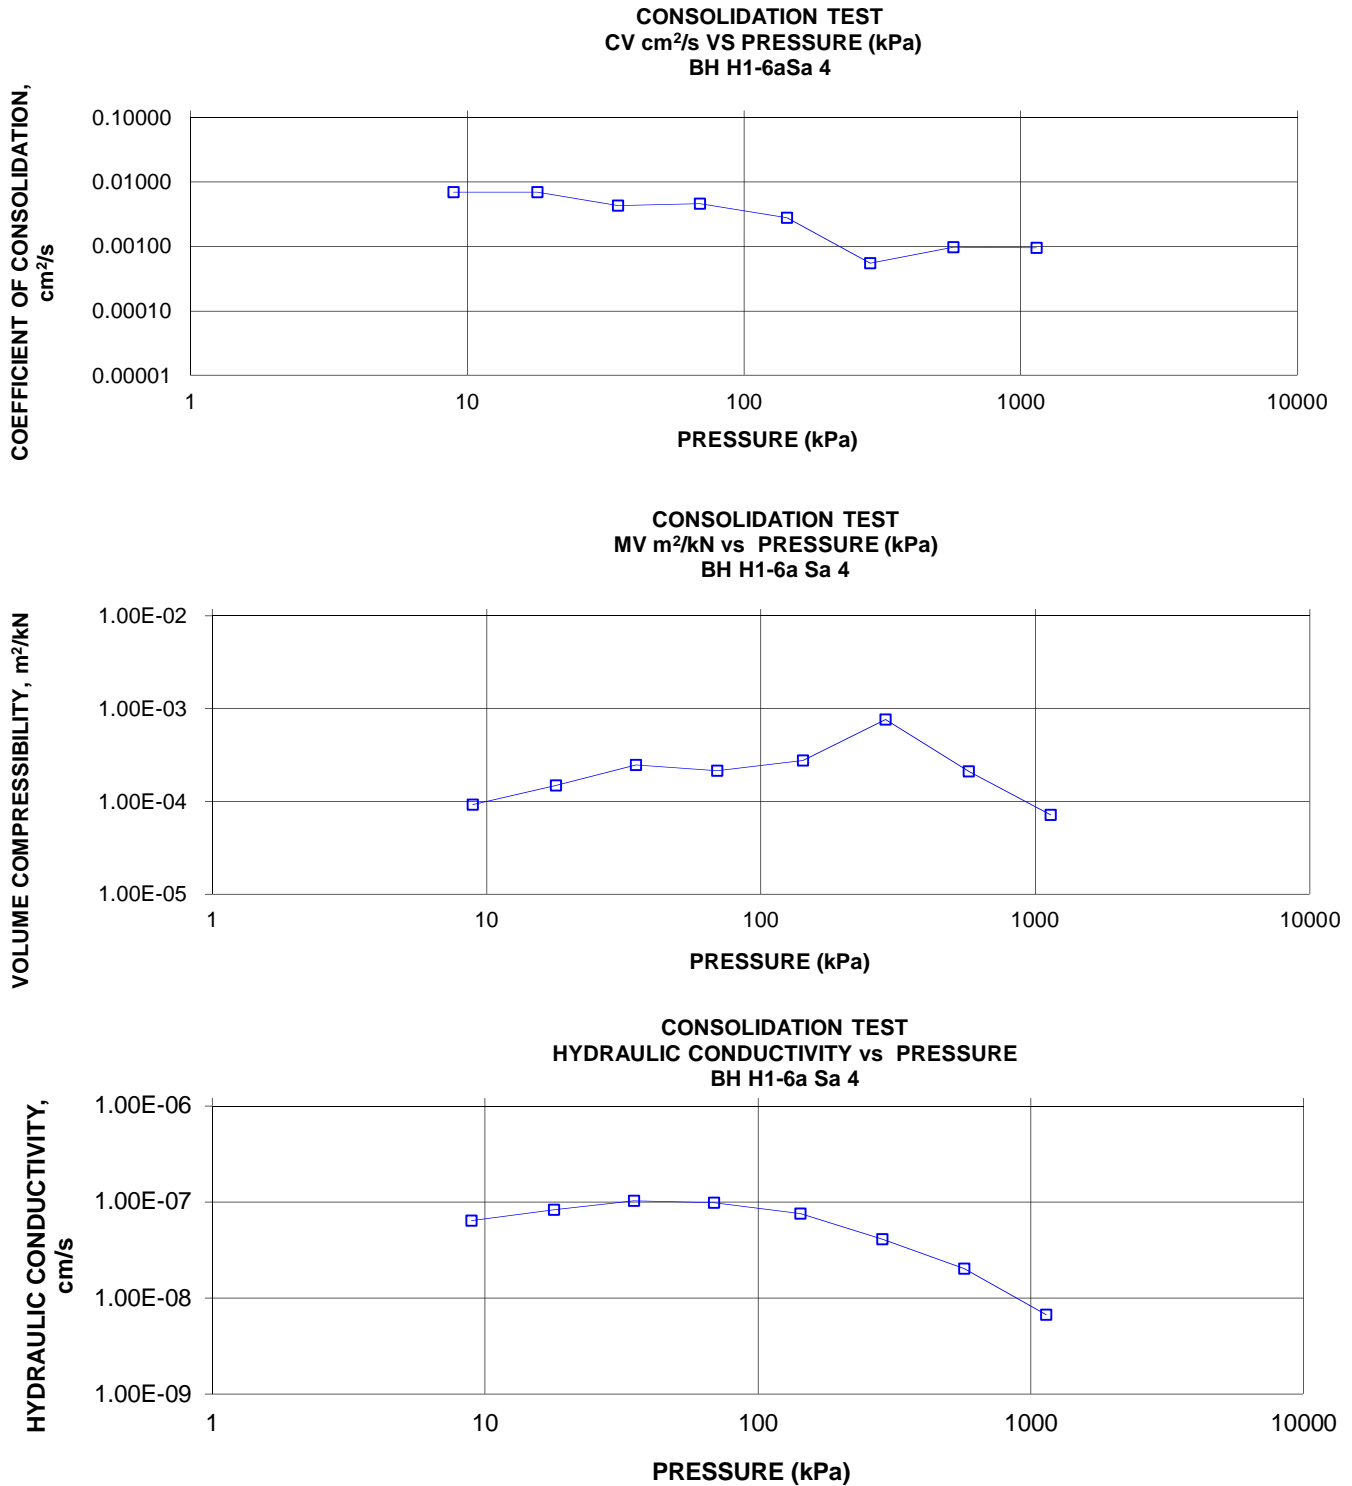 CONSOLIDATION TEST
CV cm²/s VS PRESSURE (kPa)
BH H1-6aSa 4
COEFFICIENT OF CONSOLIDATION,
cm²/s
0.10000
0.01000
0.00100
0.00010
0.00001
1 10 100 1000 10000
PRESSURE (kPa)
CONSOLIDATION TEST
MV m²/kN vs PRESSURE (kPa)
BH H1-6a Sa 4
VOLUME COMPRESSIBILITY, m²/kN
1.00E-02
1.00E-03
1.00E-04
1.00E-05
1 10 100 1000 10000
PRESSURE (kPa)
CONSOLIDATION TEST
HYDRAULIC CONDUCTIVITY vs PRESSURE
BH H1-6a Sa 4
HYDRAULIC CONDUCTIVITY,
cm/s
1.00E-06
1.00E-07
1.00E-08
1.00E-09
1 10 100 1000 10000
PRESSURE (kPa)